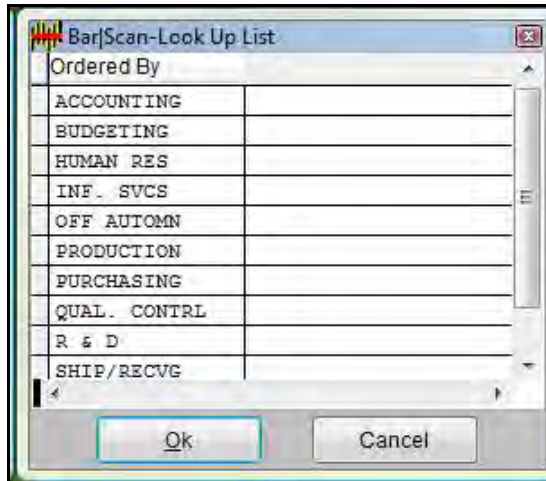 Bar|Scan-Look Up List
Ordered By
ACCOUNTING
BUDGETING
HUMAN RES
INF. SVCS
OFF AUTOMN
PRODUCTION
PURCHASING
QUAL. CONTRL
R & D
SHIP/RECVG
Ok Cancel